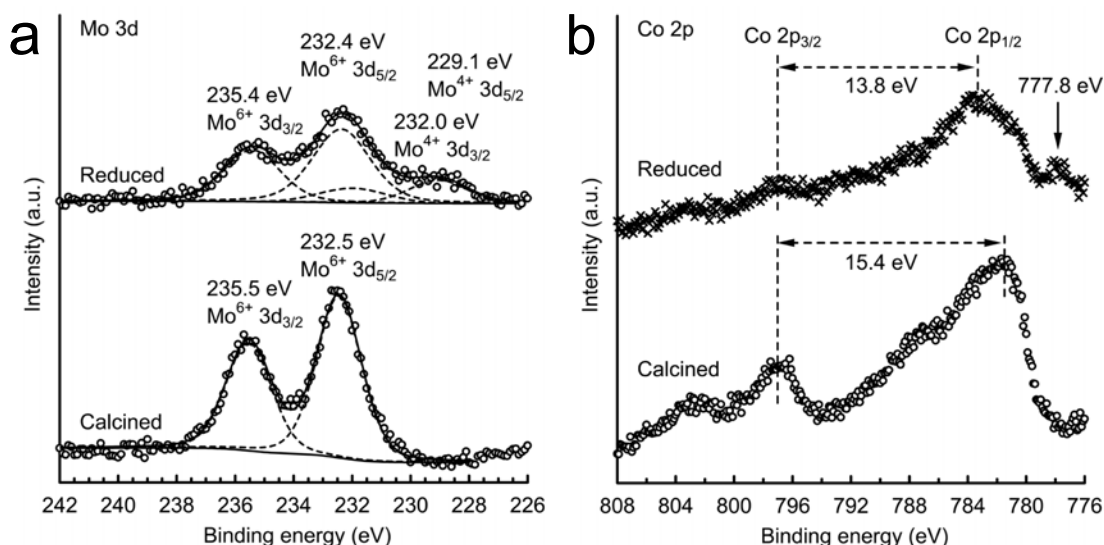 a
Mo 3d
232.4 eV
Mo⁶⁺ 3d₅/₂
229.1 eV
Mo⁴⁺ 3d₅/₂
235.4 eV
Mo⁶⁺ 3d₃/₂
232.0 eV
Mo⁴⁺ 3d₃/₂
Reduced
232.5 eV
Mo⁶⁺ 3d₅/₂
235.5 eV
Mo⁶⁺ 3d₃/₂
Calcined
Intensity (a.u.)
242 240 238 236 234 232 230 228 226
Binding energy (eV)
b
Co 2p
Co 2p₃/₂
Co 2p₁/₂
13.8 eV
777.8 eV
Reduced
15.4 eV
Calcined
Intensity (a.u.)
808 804 800 796 792 788 784 780 776
Binding energy (eV)